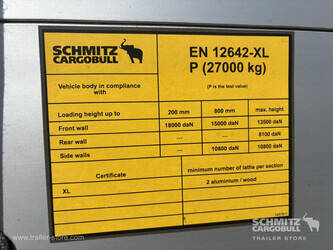 SCHMITZ
CARGOBULL
EN 12642-XL
P (27000 kg)
Vehicle body in compliance
with
(P is the test value)
Loading height up to 200 mm 800 mm max. height
Front wall 18000 daN 15000 daN 13500 daN
Rear wall — — 8100 daN
Side walls — 10800 daN 10800 daN
Certificate minimum number of laths per section
XL 2 aluminium / wood
SCHMITZ
CARGOBULL
TRAILER STORE
www.trailer-store.com